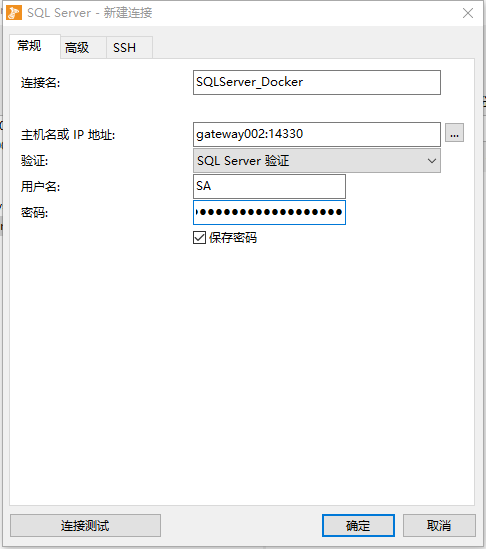 SQL Server - 新建连接
常规 高级 SSH
连接名: SQLServer_Docker
主机名或 IP 地址: gateway002:14330 ...
验证: SQL Server 验证
用户名: SA
密码: ●●●●●●●●●●●●●●●●●●
保存密码
连接测试 确定 取消